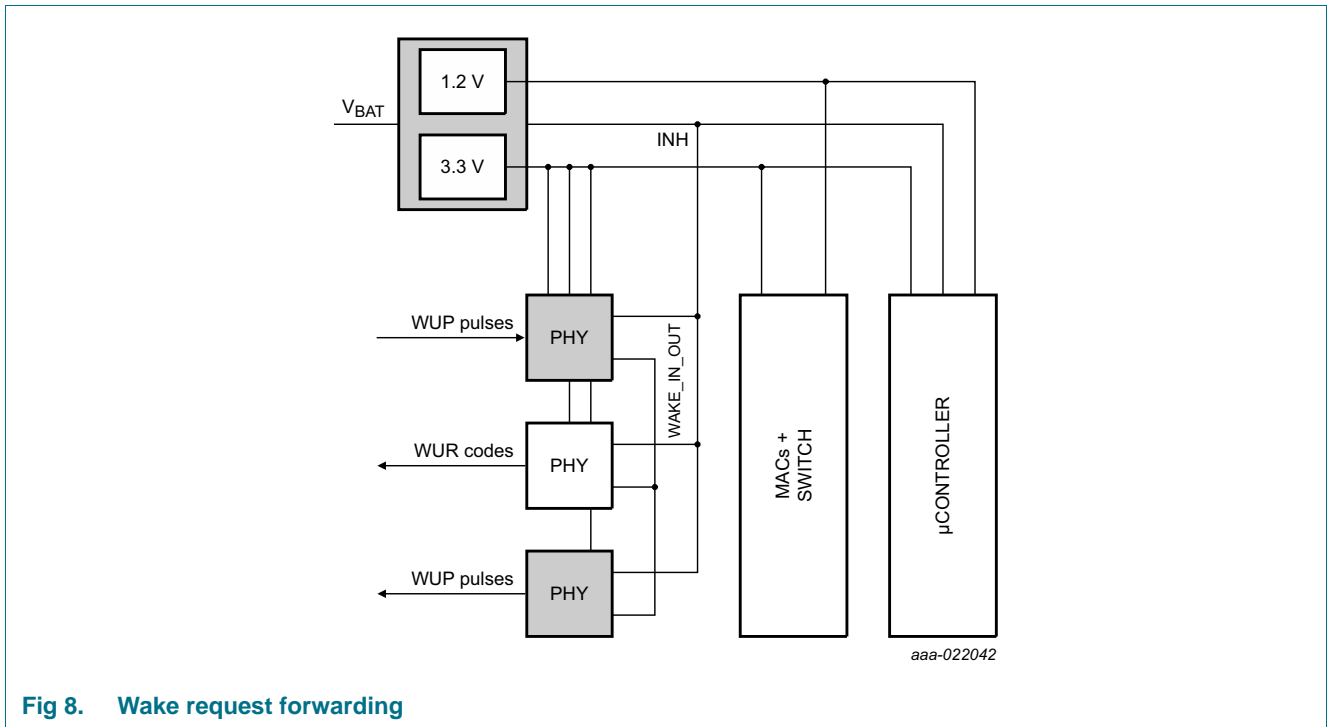 1.2 V
VBAT
INH
3.3 V
WUP pulses
PHY
WAKE_IN_OUT
WUR codes
PHY
MACs +
SWITCH
µCONTROLLER
WUP pulses
PHY
aaa-022042
Fig 8. Wake request forwarding